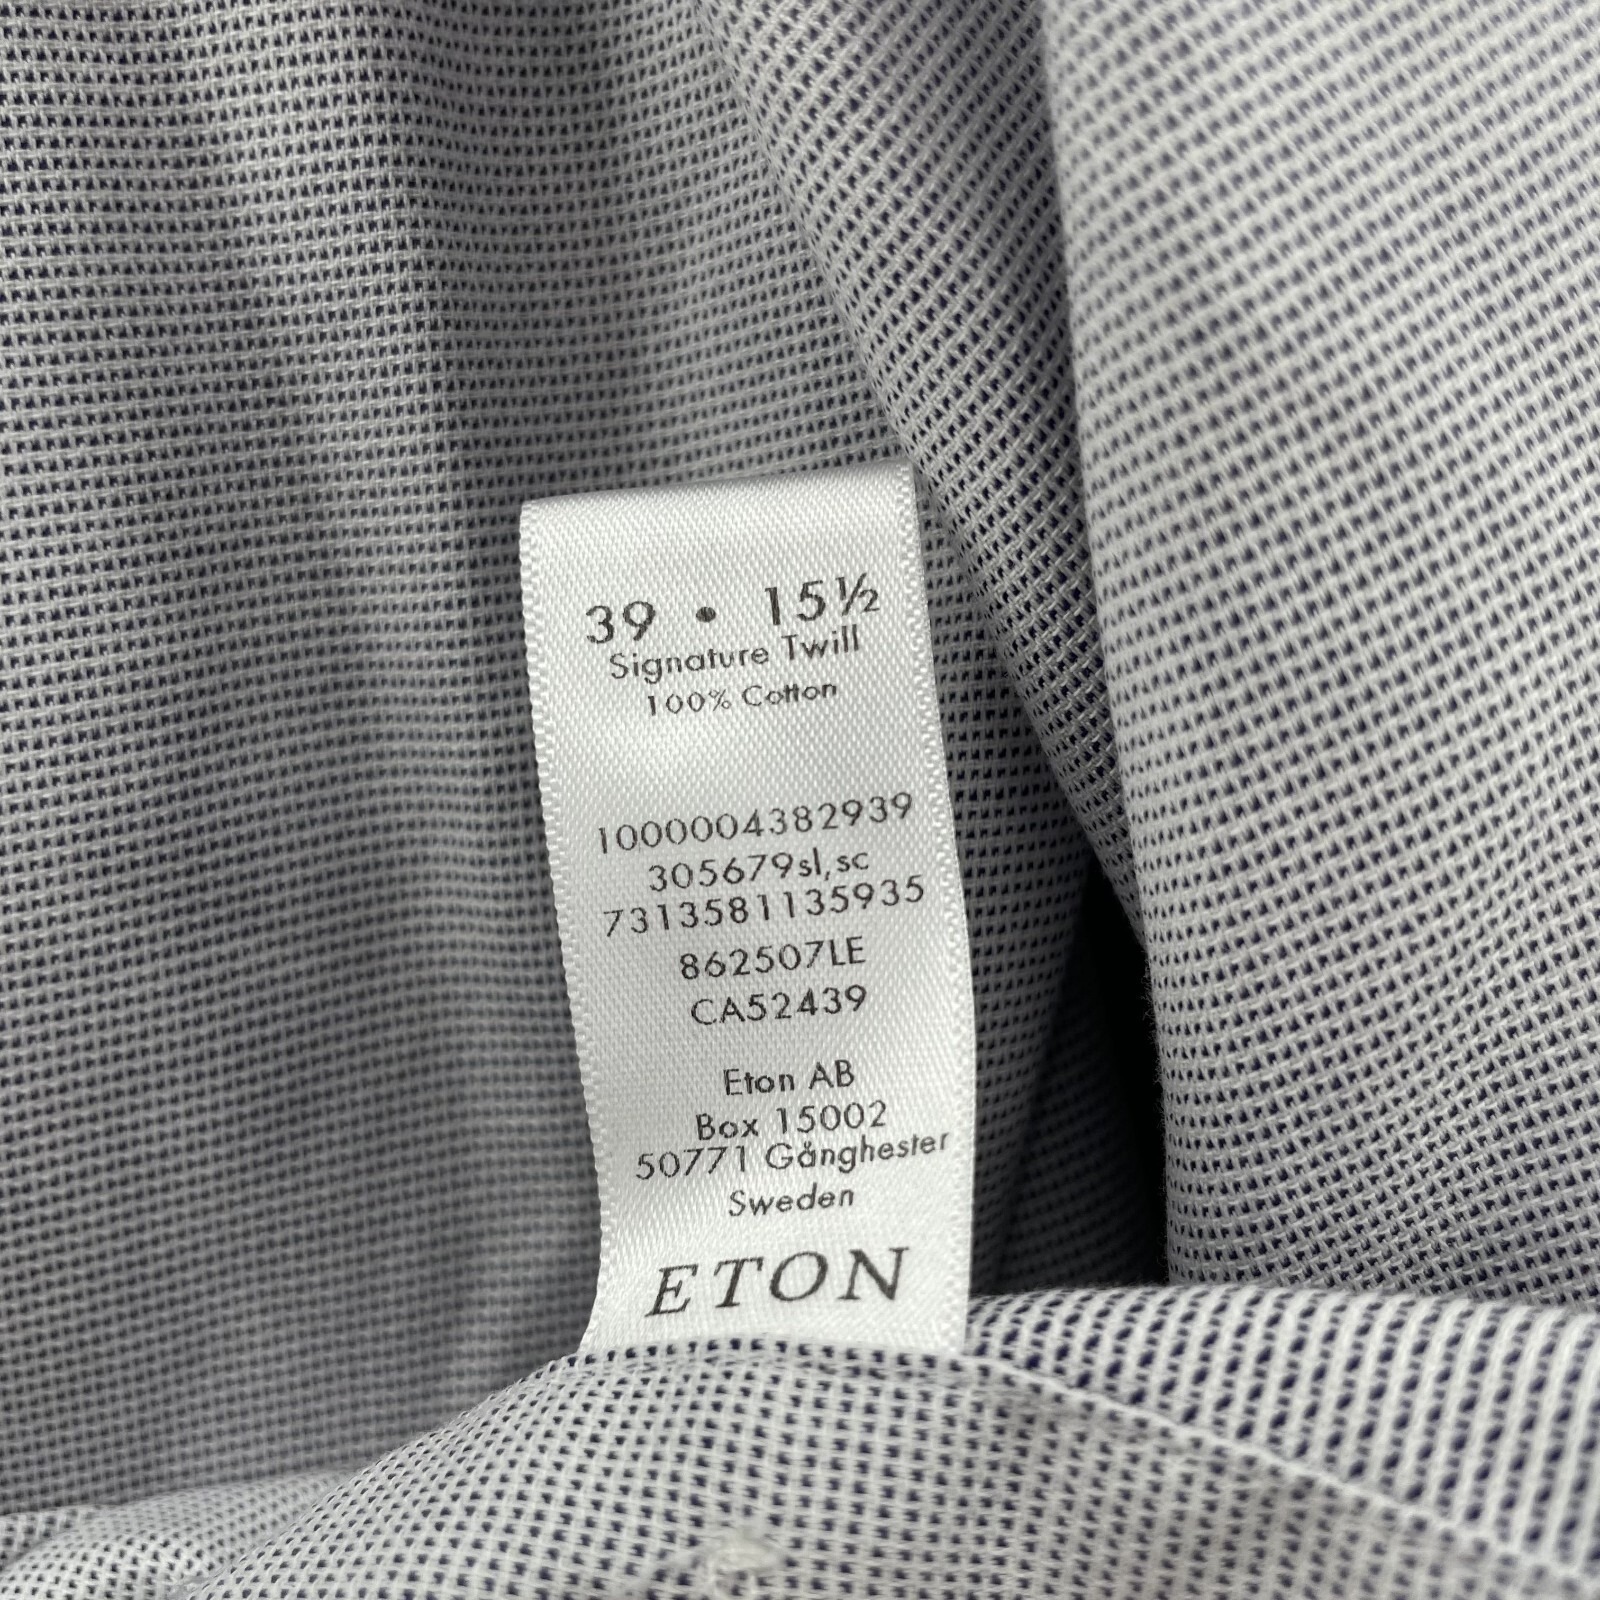 39 • 15½
Signature Twill
100% Cotton
1000004382939
305679sl,sc
7313581135935
862507LE
CA52439
Eton AB
Box 15002
50771 Gånghester
Sweden
ETON